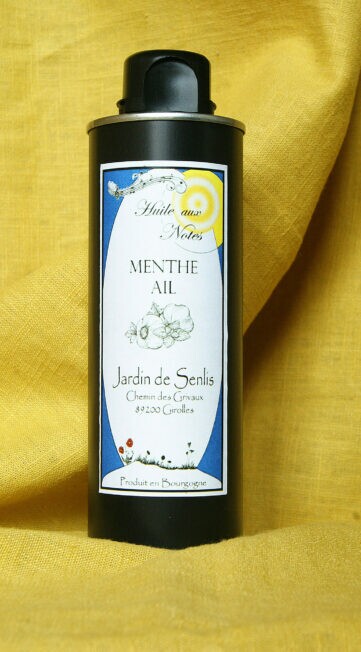 Huile aux
Notes
MENTHE
AIL
Jardin de Senlis
Chemin des Grivaux
89200 Girolles
Produit en Bourgogne